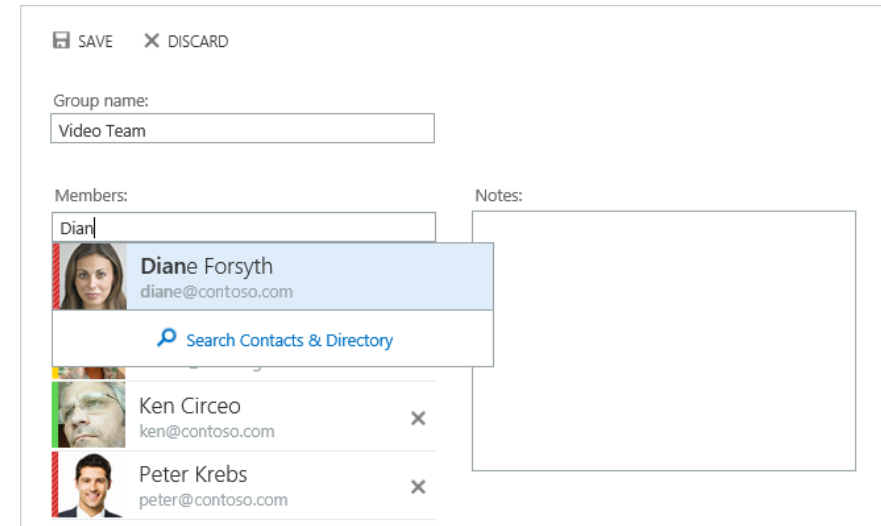 SAVE DISCARD
Group name:
Video Team
Members:
Notes:
Dian
Diane Forsyth
diane@contoso.com
Search Contacts & Directory
Ken Circeo
ken@contoso.com
Peter Krebs
peter@contoso.com